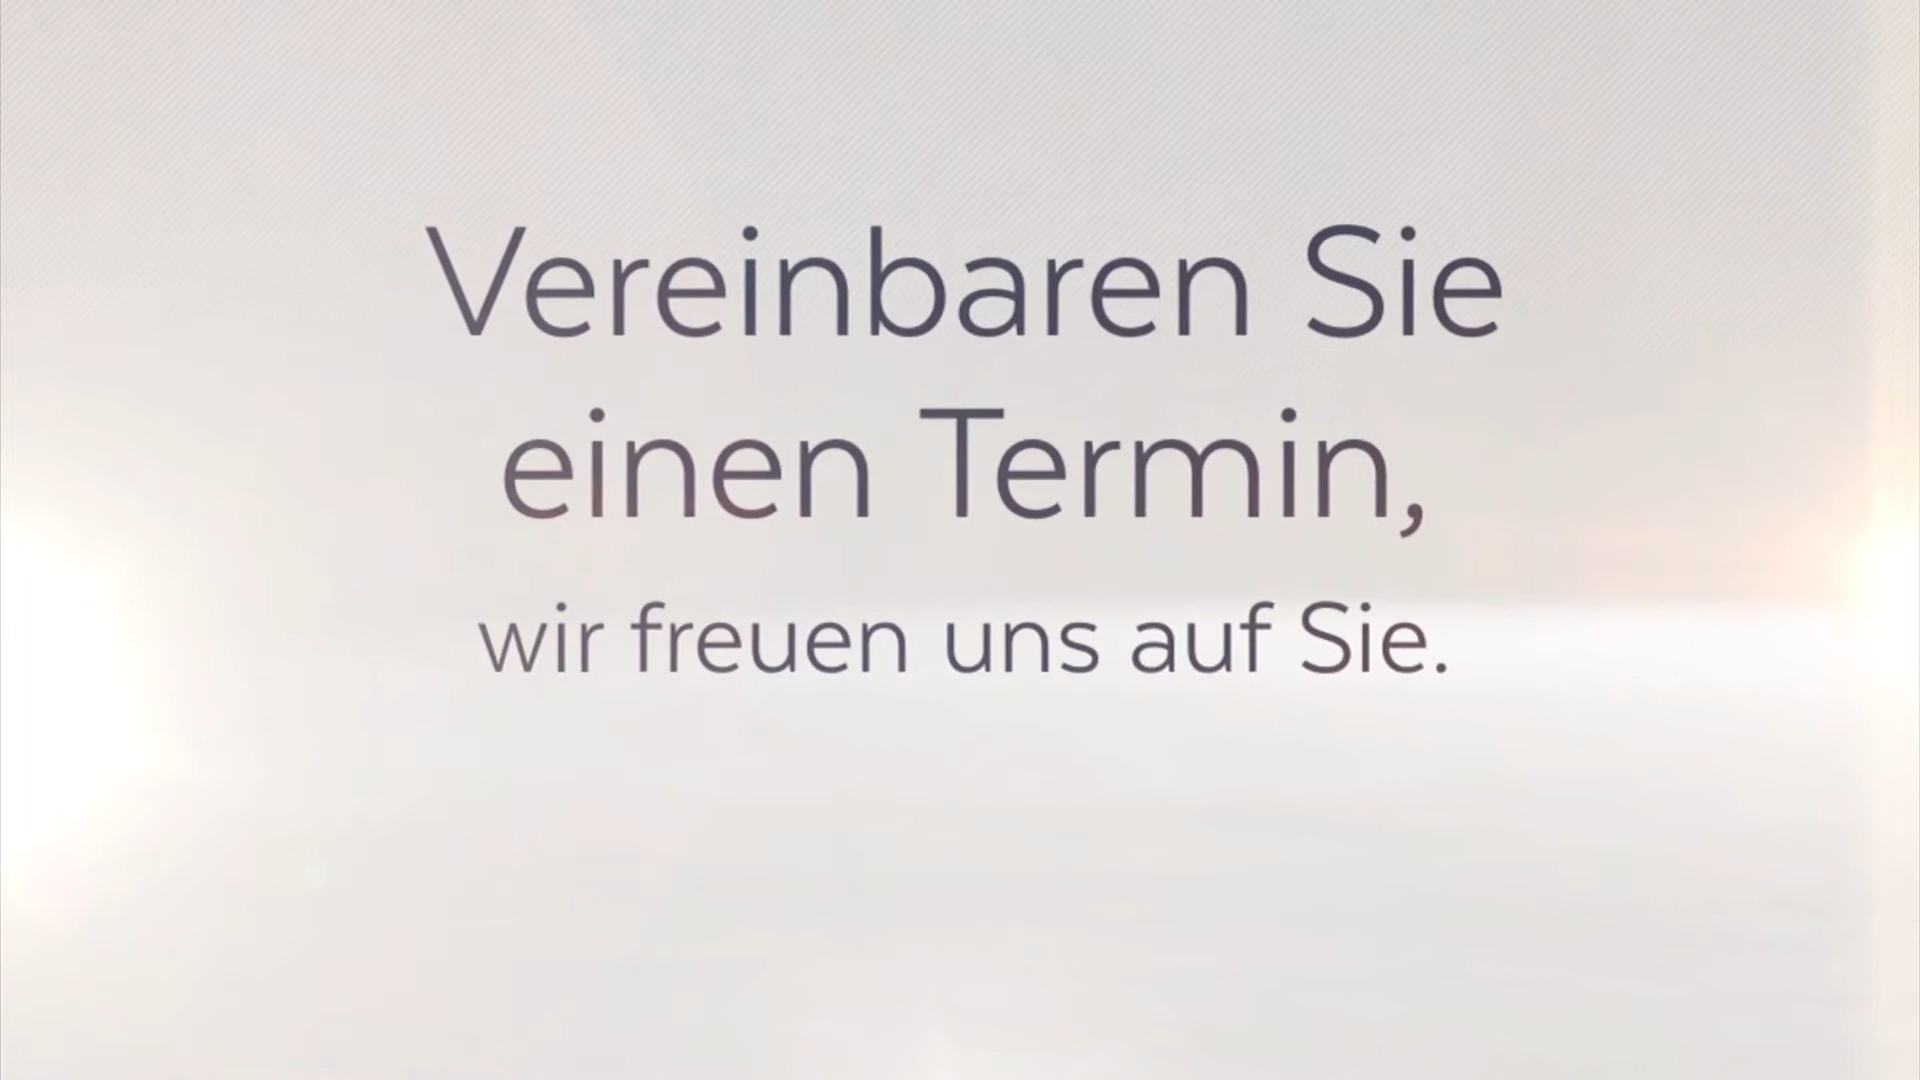 Vereinbaren Sie
einen Termin,
wir freuen uns auf Sie.